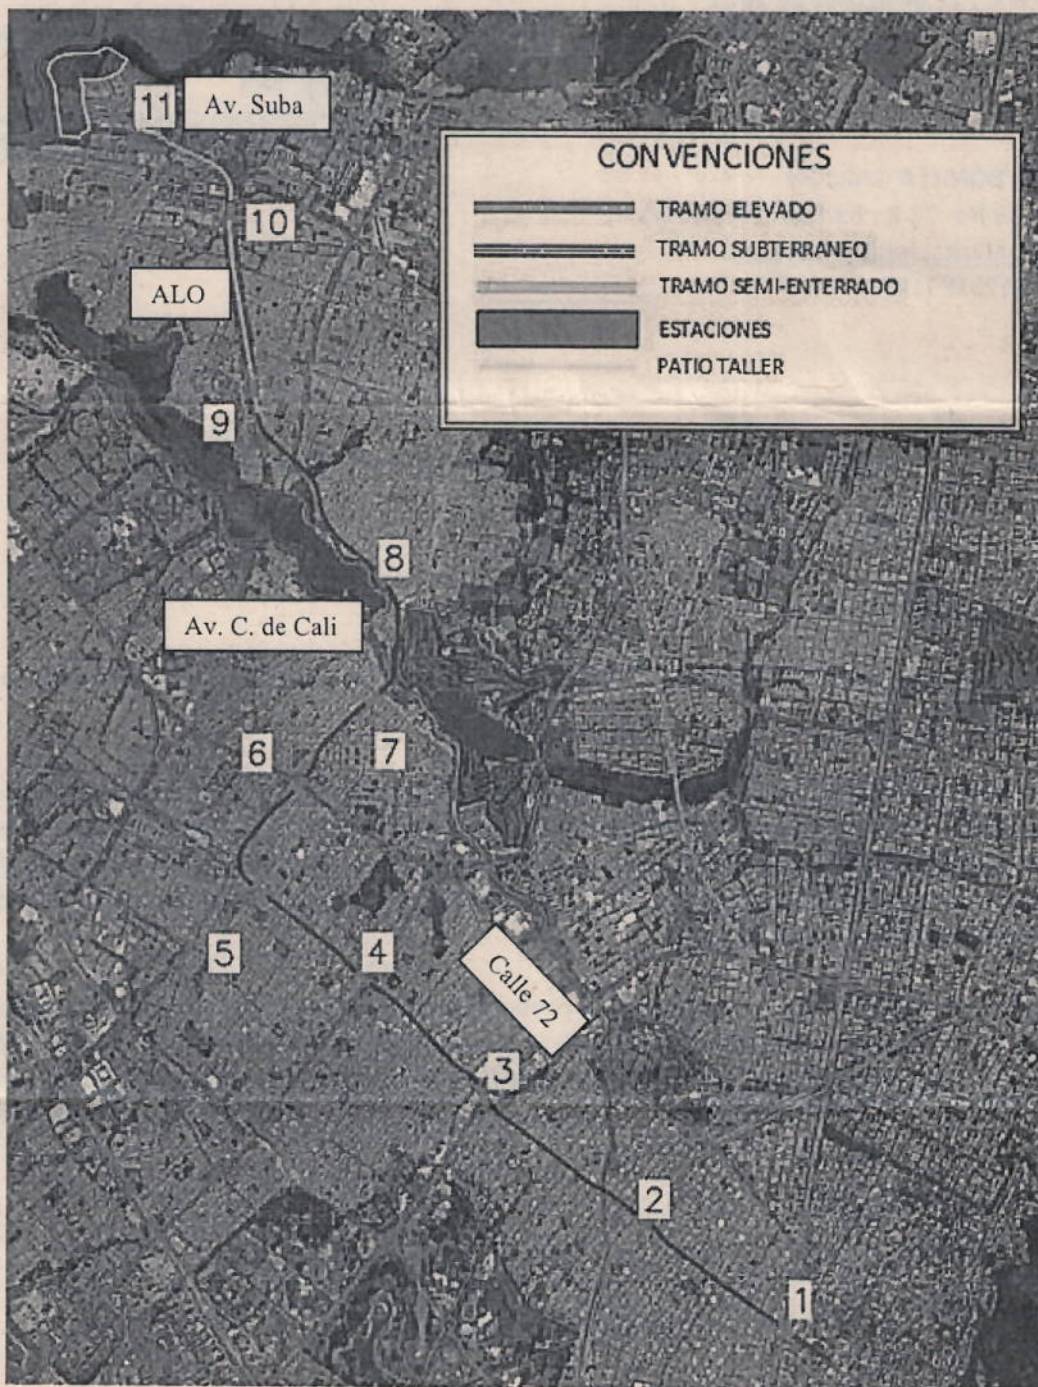 11
Av. Suba
CONVENCIONES
TRAMO ELEVADO
TRAMO SUBTERRANEO
TRAMO SEMI-ENTERRADO
ESTACIONES
PATIO TALLER
10
ALO
9
8
Av. C. de Cali
6
7
5
4
Calle 72
3
2
1